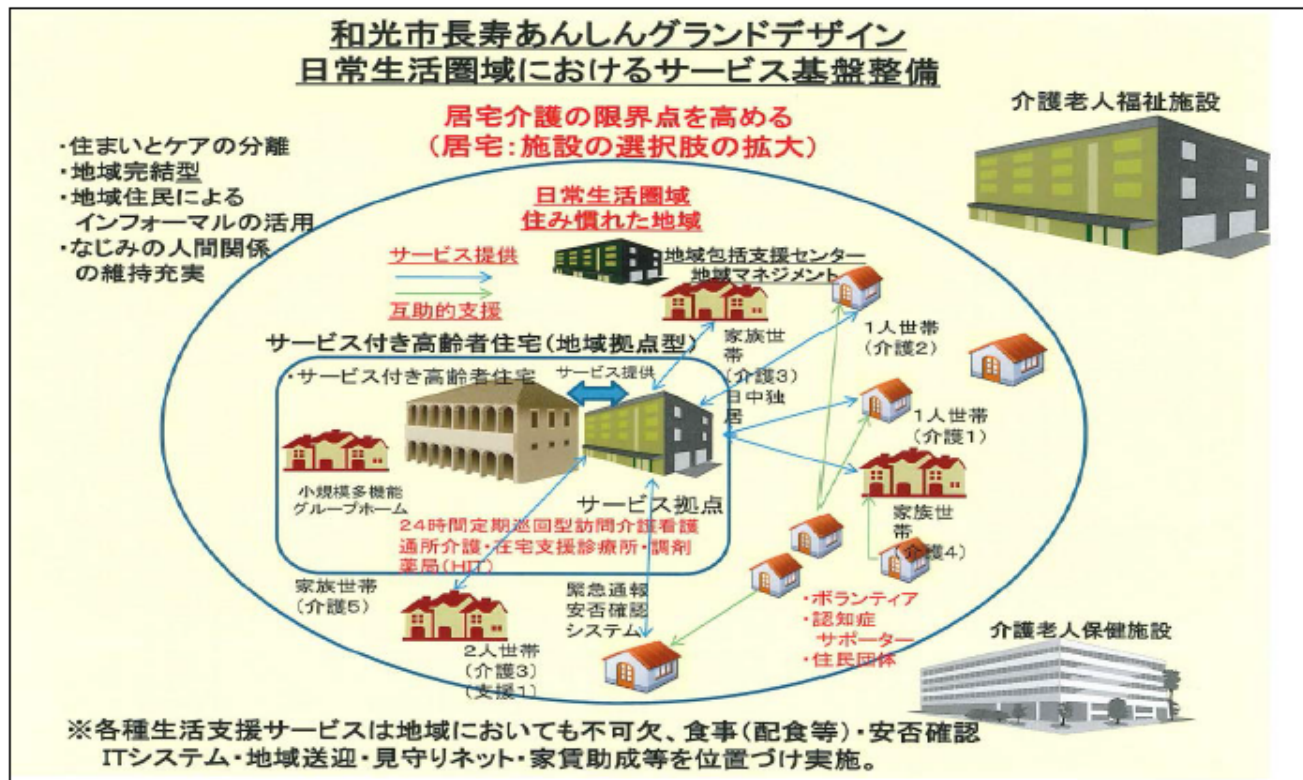 和光市長寿あんしんグランドデザイン
日常生活圏域におけるサービス基盤整備
居宅介護の限界点を高める
(居宅:施設の選択肢の拡大)
介護老人福祉施設
・住まいとケアの分離
・地域完結型
・地域住民による
インフォーマルの活用
・なじみの人間関係
の維持充実
日常生活圏域
住み慣れた地域
サービス提供
互助的支援
地域包括支援センター
地域マネジメント
家族世
帯
(介護3)
日中独
居
1人世帯
(介護2)
1人世帯
(介護1)
家族世
帯
(介護4)
サービス付き高齢者住宅(地域拠点型)
・サービス付き高齢者住宅
サービス提供
小規模多機能
グループホーム
サービス拠点
24時間定期巡回型訪問介護看護
通所介護・在宅支援診療所・調剤
薬局(HIT)
家族世帯
(介護5)
2人世帯
(介護3)
(支援1)
緊急通報
安否確認
システム
・ボランティア
・認知症
サポーター
・住民団体
介護老人保健施設
※各種生活支援サービスは地域においても不可欠、食事(配食等)・安否確認
ITシステム・地域送迎・見守りネット・家賃助成等を位置づけ実施。